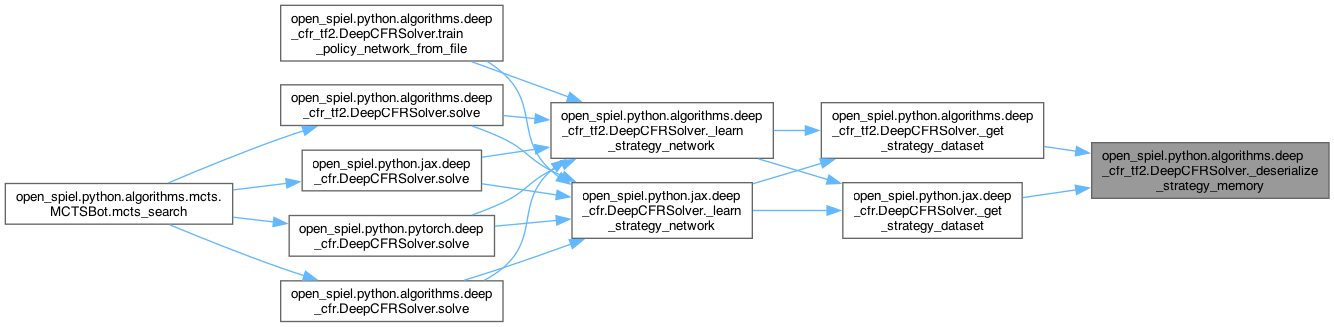 open_spiel.python.algorithms.deep
_cfr_tf2.DeepCFRSolver.train
_policy_network_from_file
open_spiel.python.algorithms.deep
_cfr_tf2.DeepCFRSolver.solve
open_spiel.python.jax.deep
_cfr.DeepCFRSolver.solve
open_spiel.python.algorithms.mcts.
MCTSBot.mcts_search
open_spiel.python.pytorch.deep
_cfr.DeepCFRSolver.solve
open_spiel.python.algorithms.deep
_cfr.DeepCFRSolver.solve
open_spiel.python.algorithms.deep
_cfr_tf2.DeepCFRSolver._learn
_strategy_network
open_spiel.python.jax.deep
_cfr.DeepCFRSolver._learn
_strategy_network
open_spiel.python.algorithms.deep
_cfr_tf2.DeepCFRSolver._get
_strategy_dataset
open_spiel.python.jax.deep
_cfr.DeepCFRSolver._get
_strategy_dataset
open_spiel.python.algorithms.deep
_cfr_tf2.DeepCFRSolver._deserialize
_strategy_memory